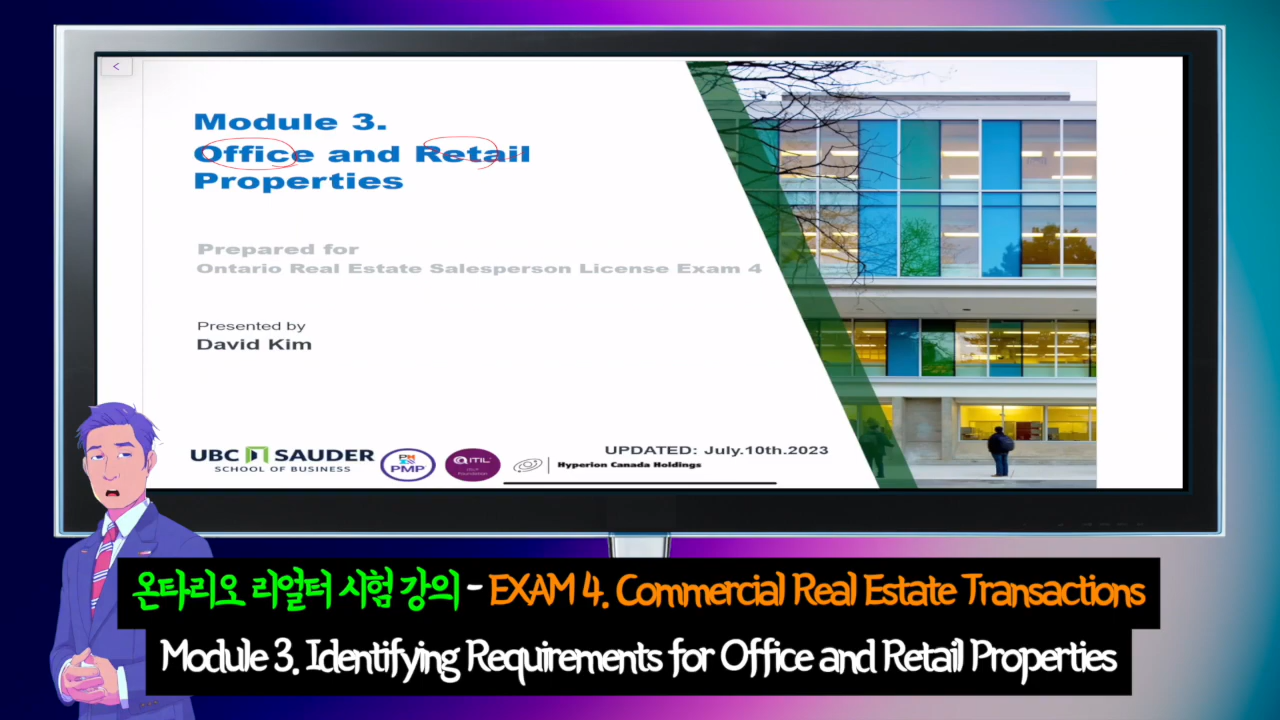 Module 3.
Office and Retail
Properties
Prepared for
Ontario Real Estate Salesperson License Exam 4
Presented by
David Kim
UPDATED: July.10th.2023
UBC SAUDER
SCHOOL OF BUSINESS
PMP
ITIL
Foundation
Hyperion Canada Holdings
온타리오 리얼터 시험 강의 - EXAM 4. Commercial Real Estate Transactions
Module 3. Identifying Requirements for Office and Retail Properties